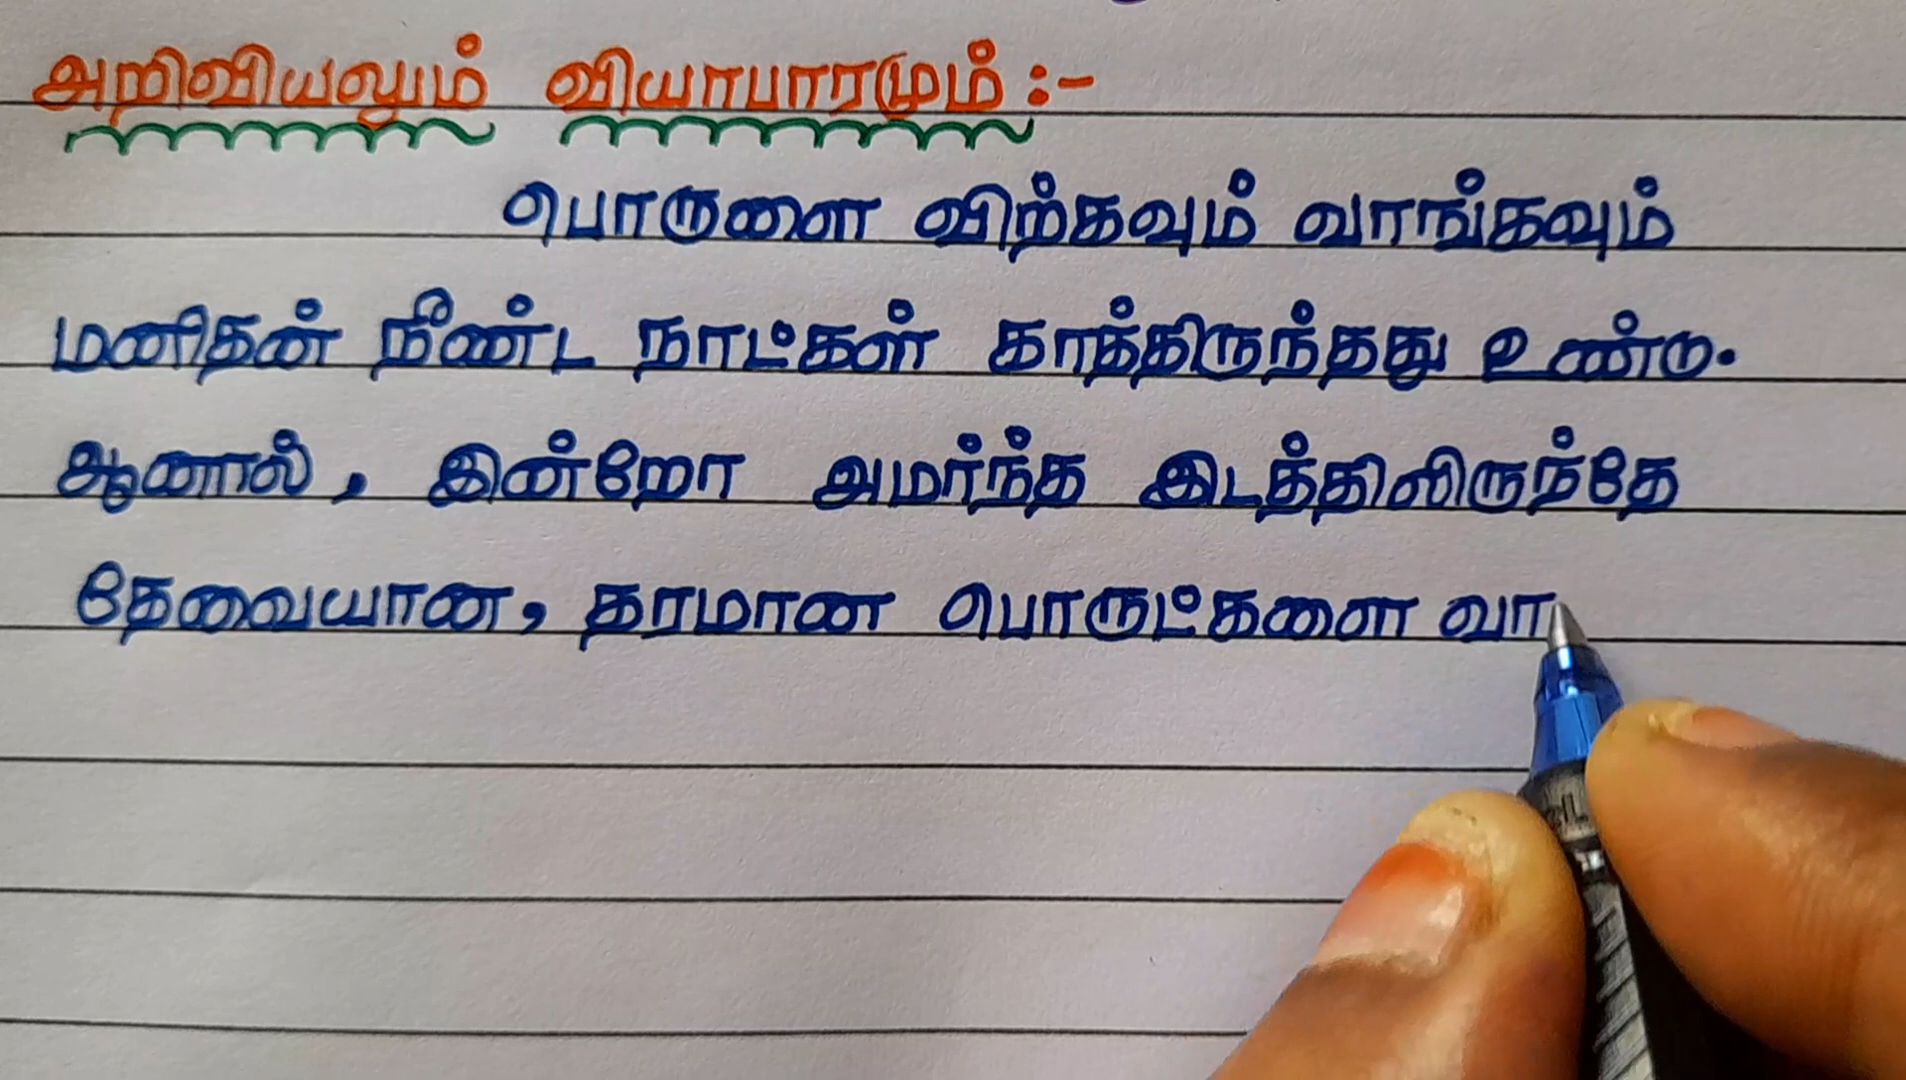 அறிவியலும் வியாபாரமும் :-
பொருளை விற்கவும் வாங்கவும்
மனிதன் நீண்ட நாட்கள் காத்திருந்தது உண்டு.
ஆனால், இன்றோ அமர்ந்த இடத்திலிருந்தே
தேவையான, தரமான பொருட்களை வா